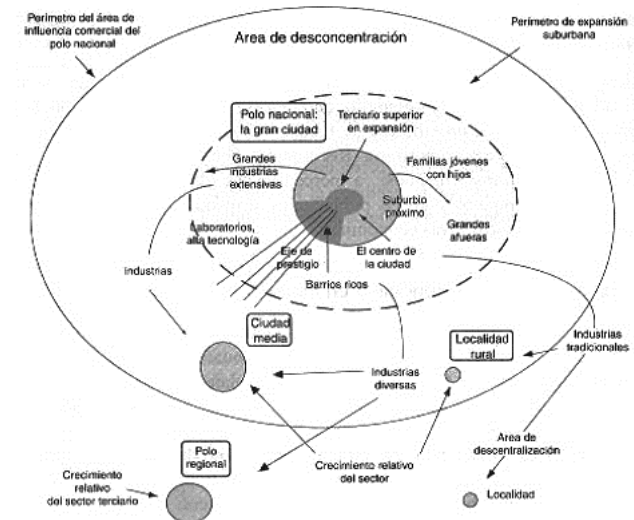 Perímetro del área de
influencia comercial del
polo nacional
Area de desconcentración
Perímetro de expansión
suburbana
Polo nacional:
la gran ciudad
Terciario superior
en expansión
Grandes
industrias
extensivas
Familias jóvenes
con hijos
Suburbio
próximo
Laboratorios,
alta tecnología
Grandes
afueras
Eje de
prestigio
El centro de
la ciudad
industrias
Barrios ricos
Ciudad
media
Localidad
rural
Industrias
tradicionales
Industrias
diversas
Polo
regional
Area de
descentralización
Crecimiento relativo
del sector
Crecimiento
relativo
del sector terciario
Localidad